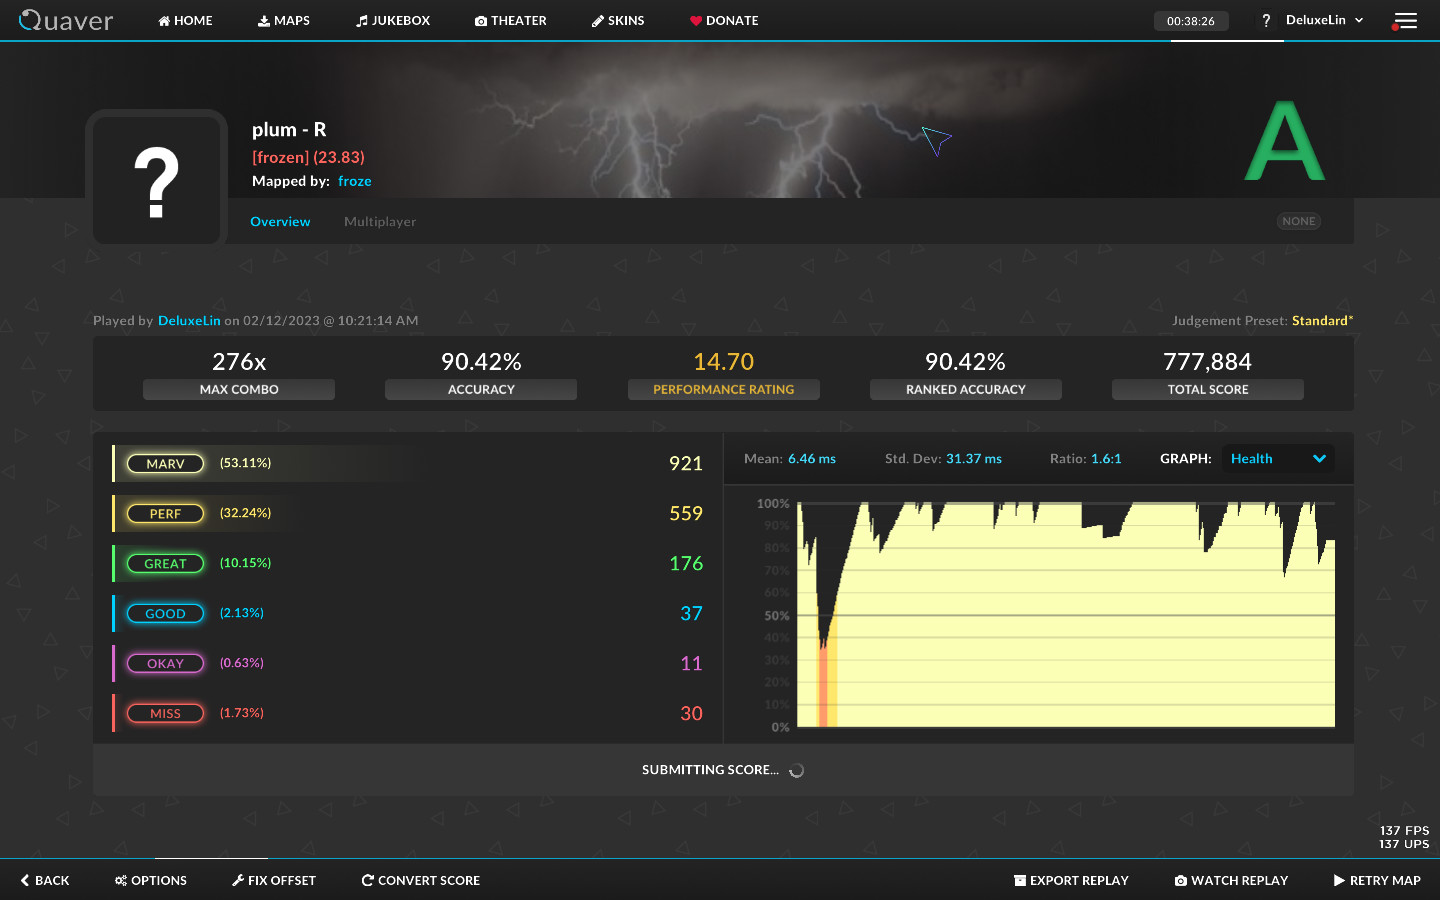 Quaver HOME MAPS JUKEBOX THEATER SKINS DONATE 00:38:26 ? DeluxeLin
A
?
plum - R
[frozen] (23.83)
Mapped by: froze
Overview Multiplayer NONE
Played by DeluxeLin on 02/12/2023 @ 10:21:14 AM Judgement Preset: Standard*
276x 90.42% 14.70 90.42% 777,884
MAX COMBO ACCURACY PERFORMANCE RATING RANKED ACCURACY TOTAL SCORE
MARV (53.11%) 921
PERF (32.24%) 559
GREAT (10.15%) 176
GOOD (2.13%) 37
OKAY (0.63%) 11
MISS (1.73%) 30
Mean: 6.46 ms Std. Dev: 31.37 ms Ratio: 1.6:1 GRAPH: Health
100%
90%
80%
70%
60%
50%
40%
30%
20%
10%
0%
SUBMITTING SCORE...
137 FPS
137 UPS
BACK OPTIONS FIX OFFSET CONVERT SCORE EXPORT REPLAY WATCH REPLAY RETRY MAP